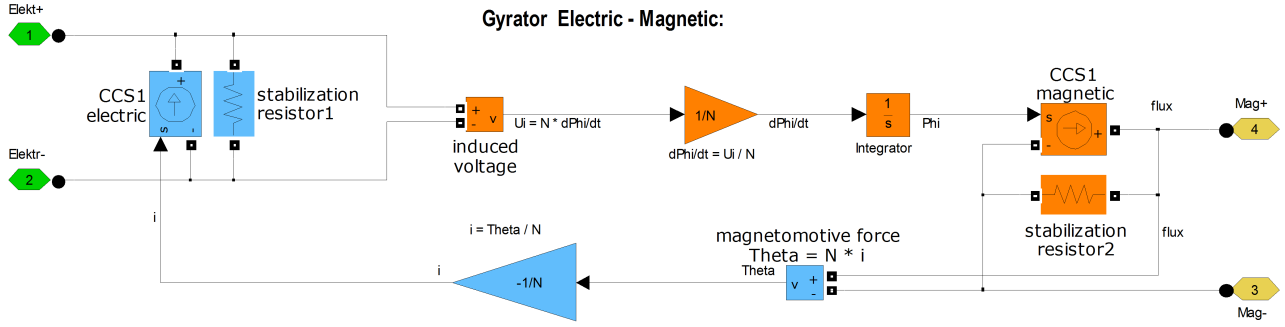 Gyrator Electric - Magnetic:
Elekt+
1
CCS1
electric
+
s
-
stabilization
resistor1
+
-
v
Ui = N * dPhi/dt
induced
voltage
1/N
dPhi/dt
dPhi/dt = Ui / N
1
s
Integrator
Phi
CCS1
magnetic
s
+
-
flux
Mag+
4
stabilization
resistor2
flux
Elektr-
2
i
i = Theta / N
i
-1/N
magnetomotive force
Theta = N * i
Theta
v
+
-
3
Mag-